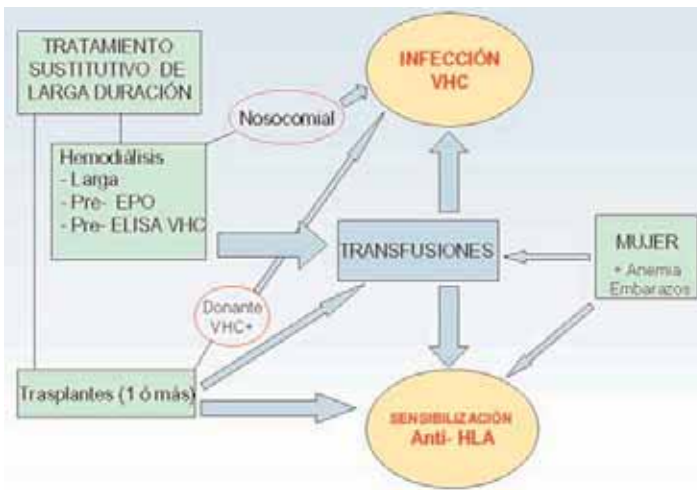 TRATAMIENTO
SUSTITUTIVO DE
LARGA DURACIÓN
INFECCIÓN
VHC
Nosocomial
Hemodiálisis
- Larga
- Pre- EPO
- Pre- ELISA VHC
TRANSFUSIONES
MUJER
+ Anemia
Embarazos
Donante
VHC+
Trasplantes (1 ó más)
SENSIBILIZACIÓN
Anti- HLA